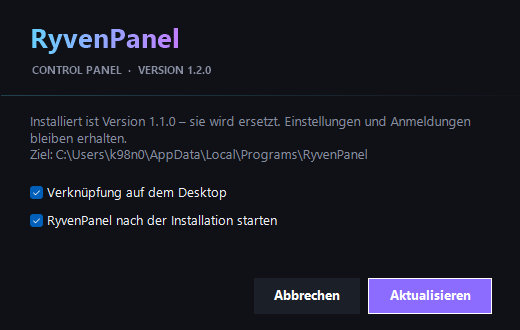 RyvenPanel
CONTROL PANEL · VERSION 1.2.0
Installiert ist Version 1.1.0 – sie wird ersetzt. Einstellungen und Anmeldungen
bleiben erhalten.
Ziel: C:\Users\k98n0\AppData\Local\Programs\RyvenPanel
Verknüpfung auf dem Desktop
RyvenPanel nach der Installation starten
Abbrechen
Aktualisieren